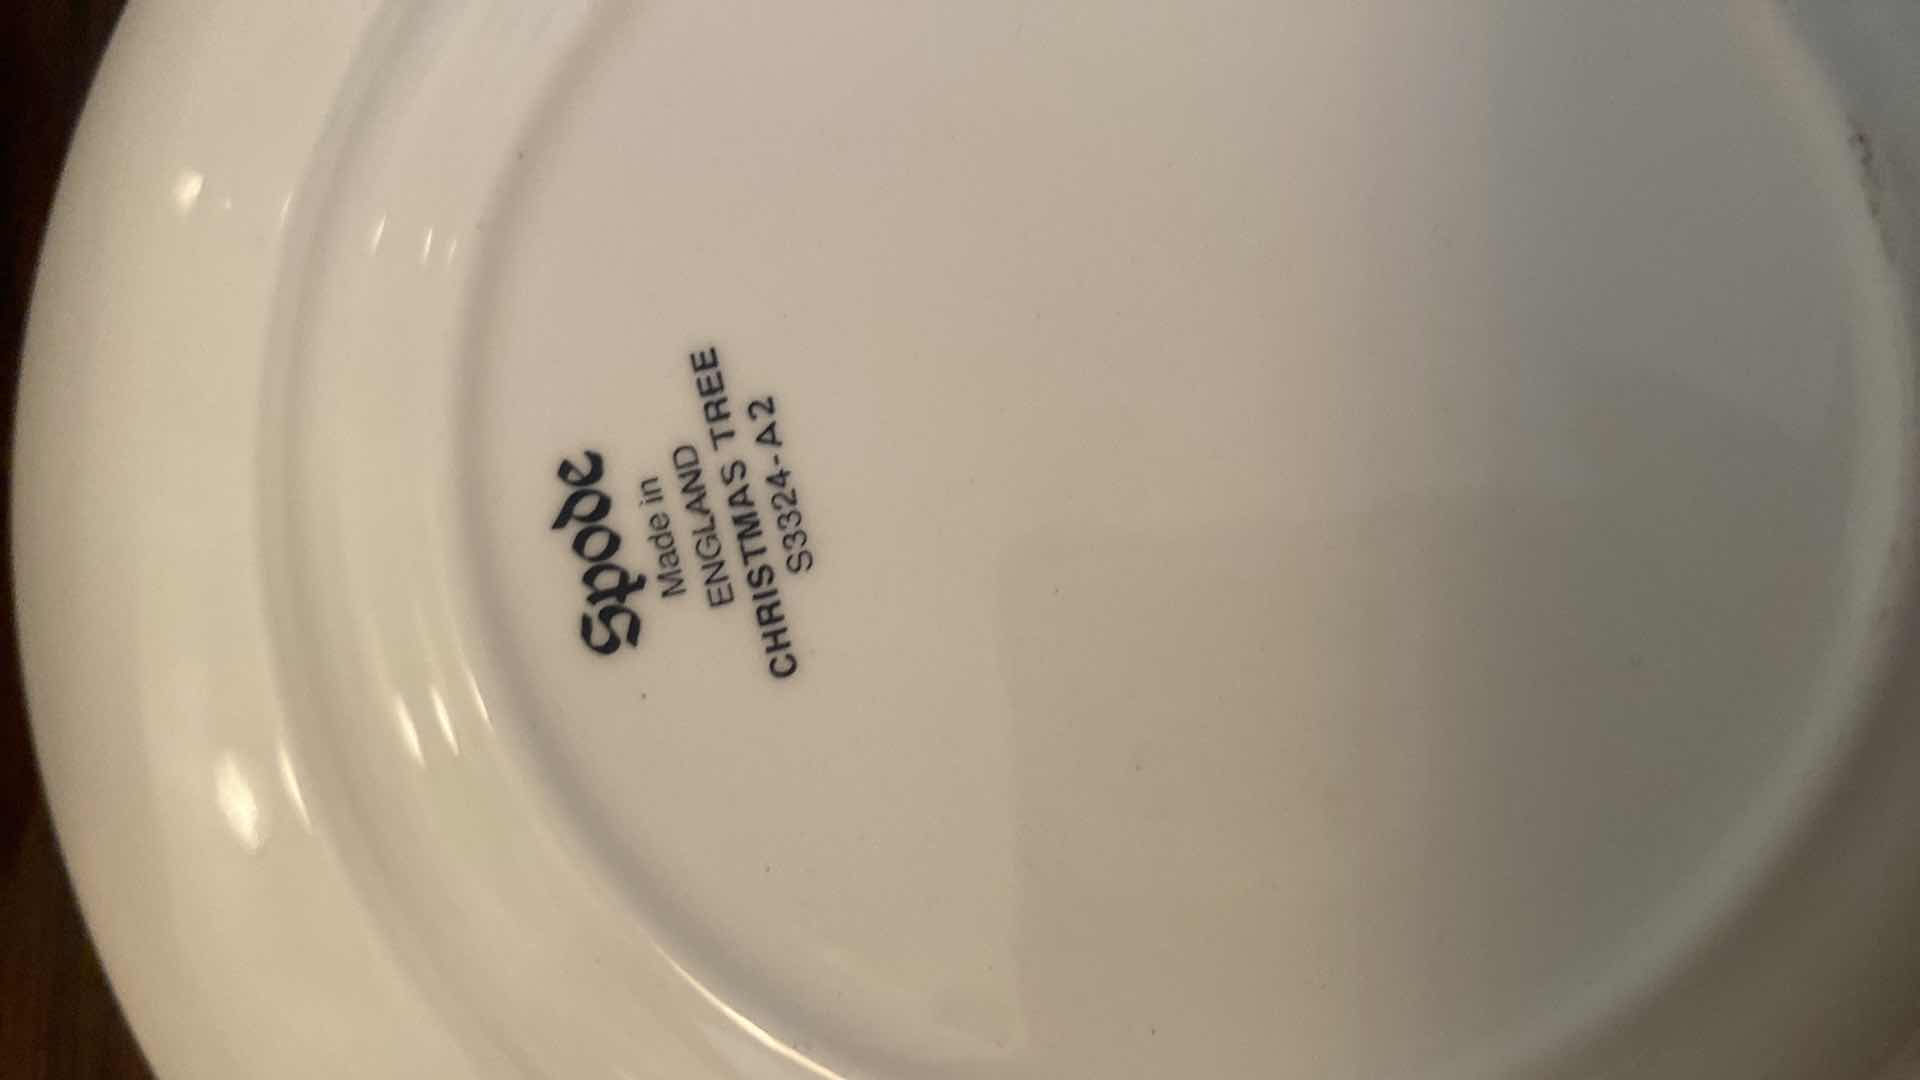 Spode
Made in
ENGLAND
CHRISTMAS TREE
S3324-A2